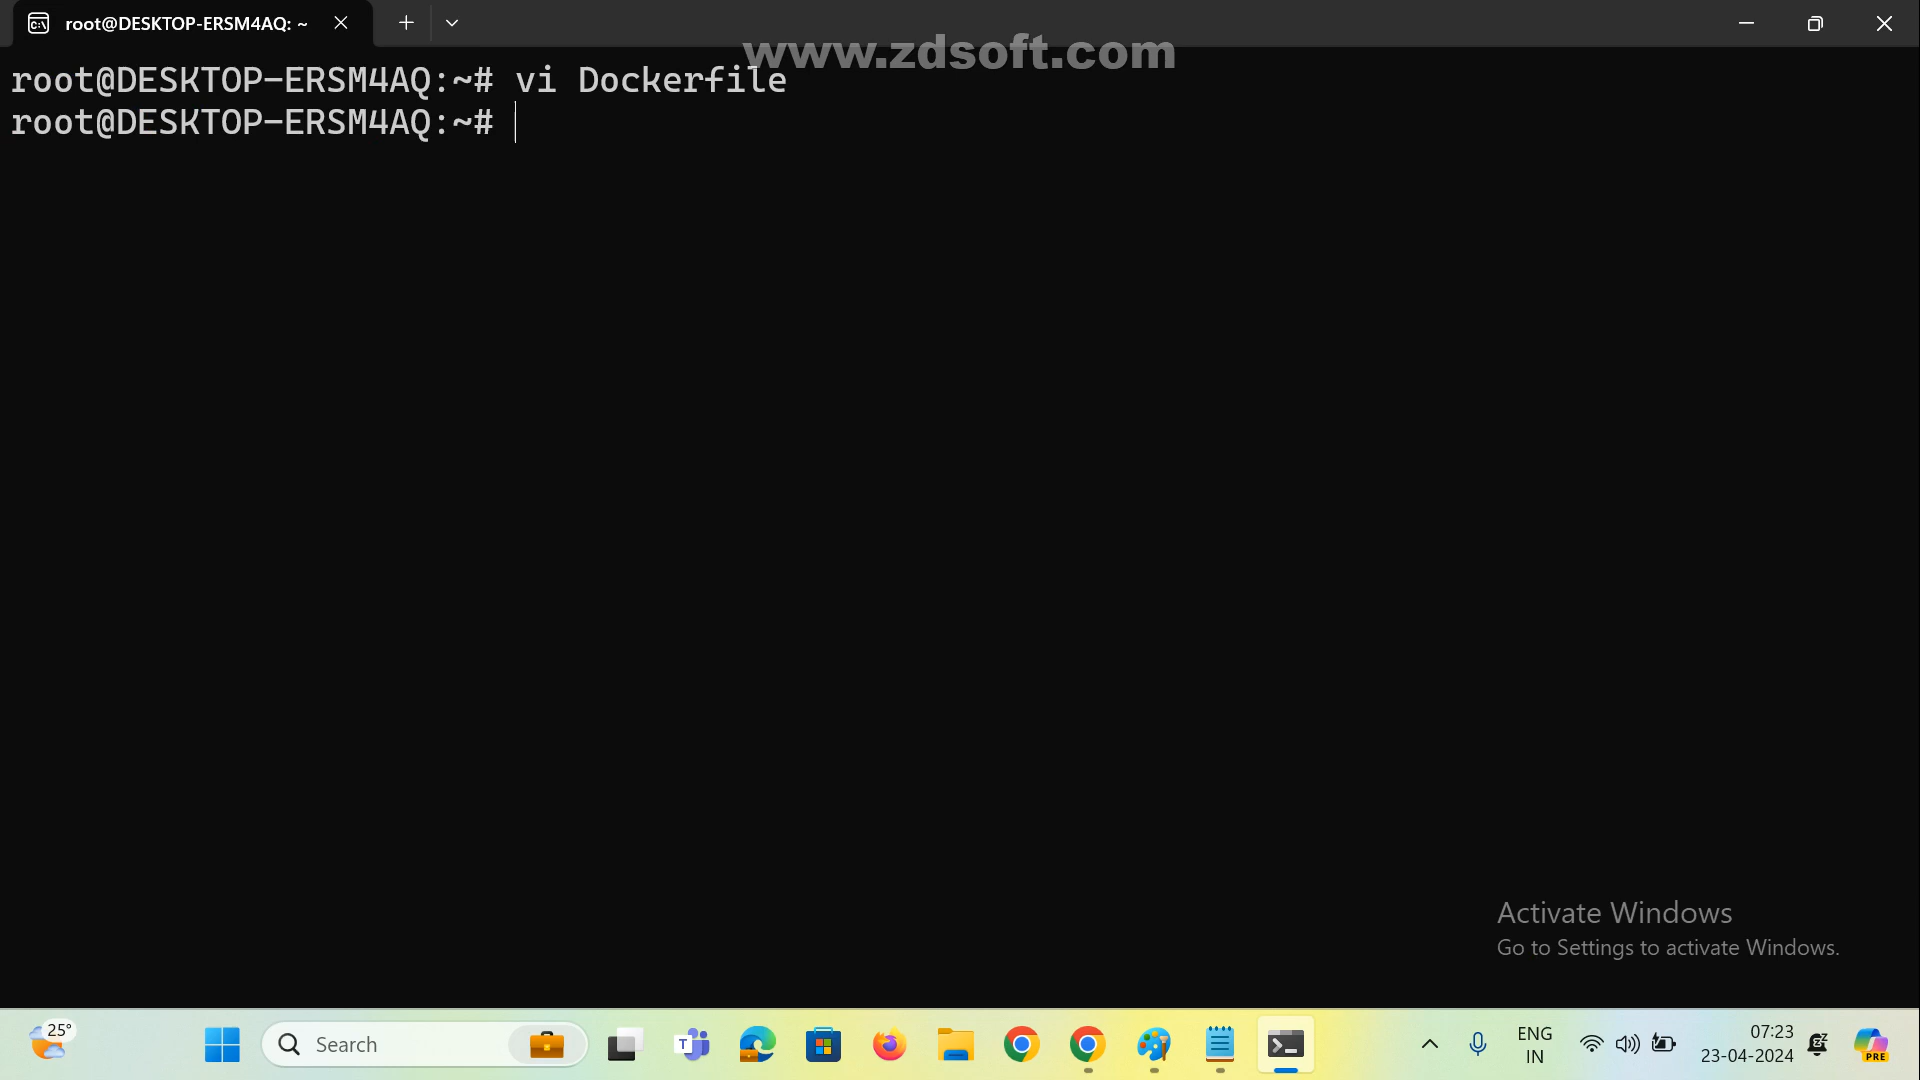 root@DESKTOP-ERSM4AQ: ~
www.zdsoft.com
root@DESKTOP-ERSM4AQ:~# vi Dockerfile
root@DESKTOP-ERSM4AQ:~#
Activate Windows
Go to Settings to activate Windows.
25°
Search
T
ENG
IN
07:23
23-04-2024
PRE